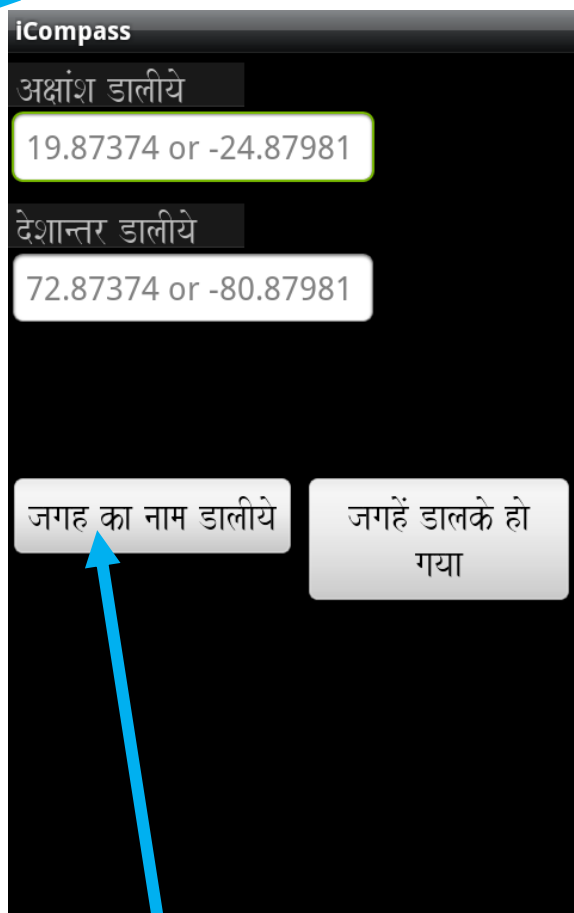 iCompass
अक्षांश डालीये
19.87374 or -24.87981
देशान्तर डालीये
72.87374 or -80.87981
जगह का नाम डालीये
जगहें डालके हो
गया